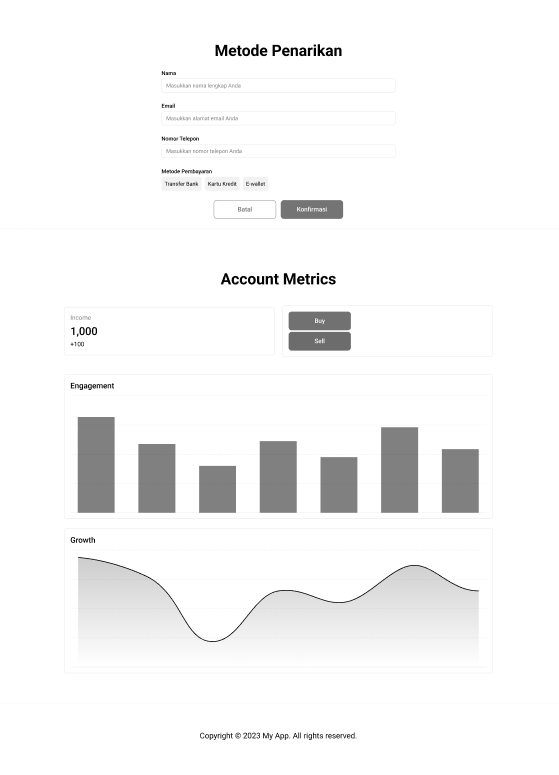 Metode Penarikan
Nama
Masukkan nama lengkap Anda
Email
Masukkan alamat email Anda
Nomor Telepon
Masukkan nomor telepon Anda
Metode Pembayaran
Transfer Bank Kartu Kredit E-wallet
Batal Konfirmasi
Account Metrics
Income
1,000
+100
Buy
Sell
Engagement
Growth
Copyright © 2023 My App. All rights reserved.